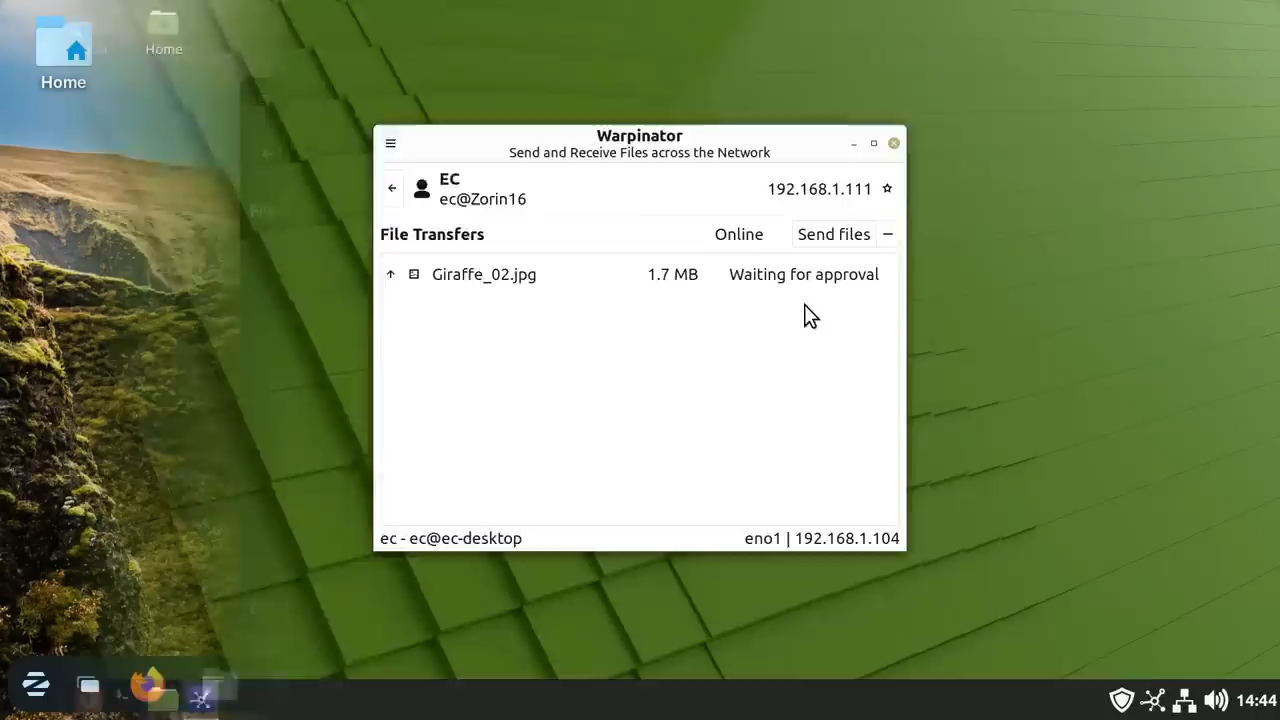 Home
Home
Warpinator
Send and Receive Files across the Network
EC
ec@Zorin16
192.168.1.111
File Transfers
Online
Send files
Giraffe_02.jpg
1.7 MB
Waiting for approval
ec - ec@ec-desktop
eno1 | 192.168.1.104
14:44